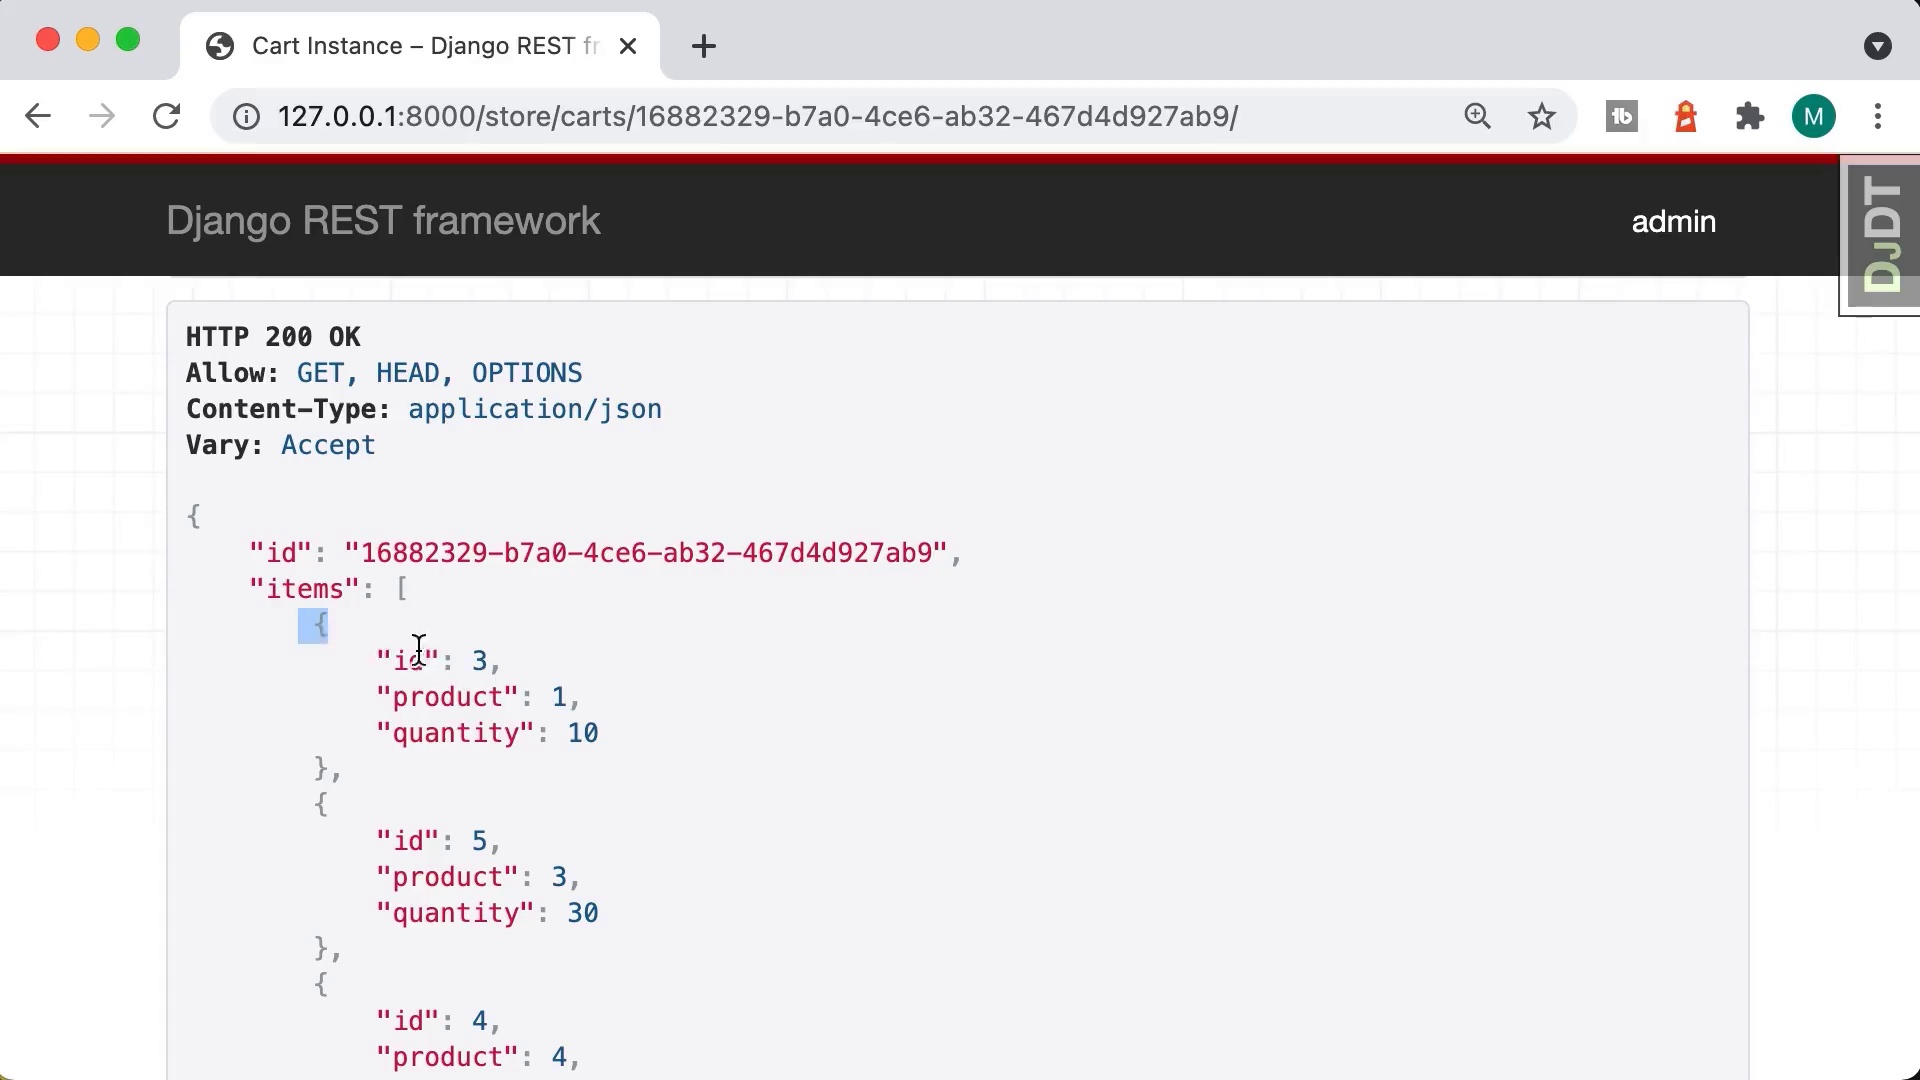 Cart Instance – Django REST fr
127.0.0.1:8000/store/carts/16882329-b7a0-4ce6-ab32-467d4d927ab9/
tb
M
Django REST framework
admin
DJDT
HTTP 200 OK
Allow: GET, HEAD, OPTIONS
Content-Type: application/json
Vary: Accept
{
"id": "16882329-b7a0-4ce6-ab32-467d4d927ab9",
"items": [
{
"id": 3,
"product": 1,
"quantity": 10
},
{
"id": 5,
"product": 3,
"quantity": 30
},
{
"id": 4,
"product": 4,